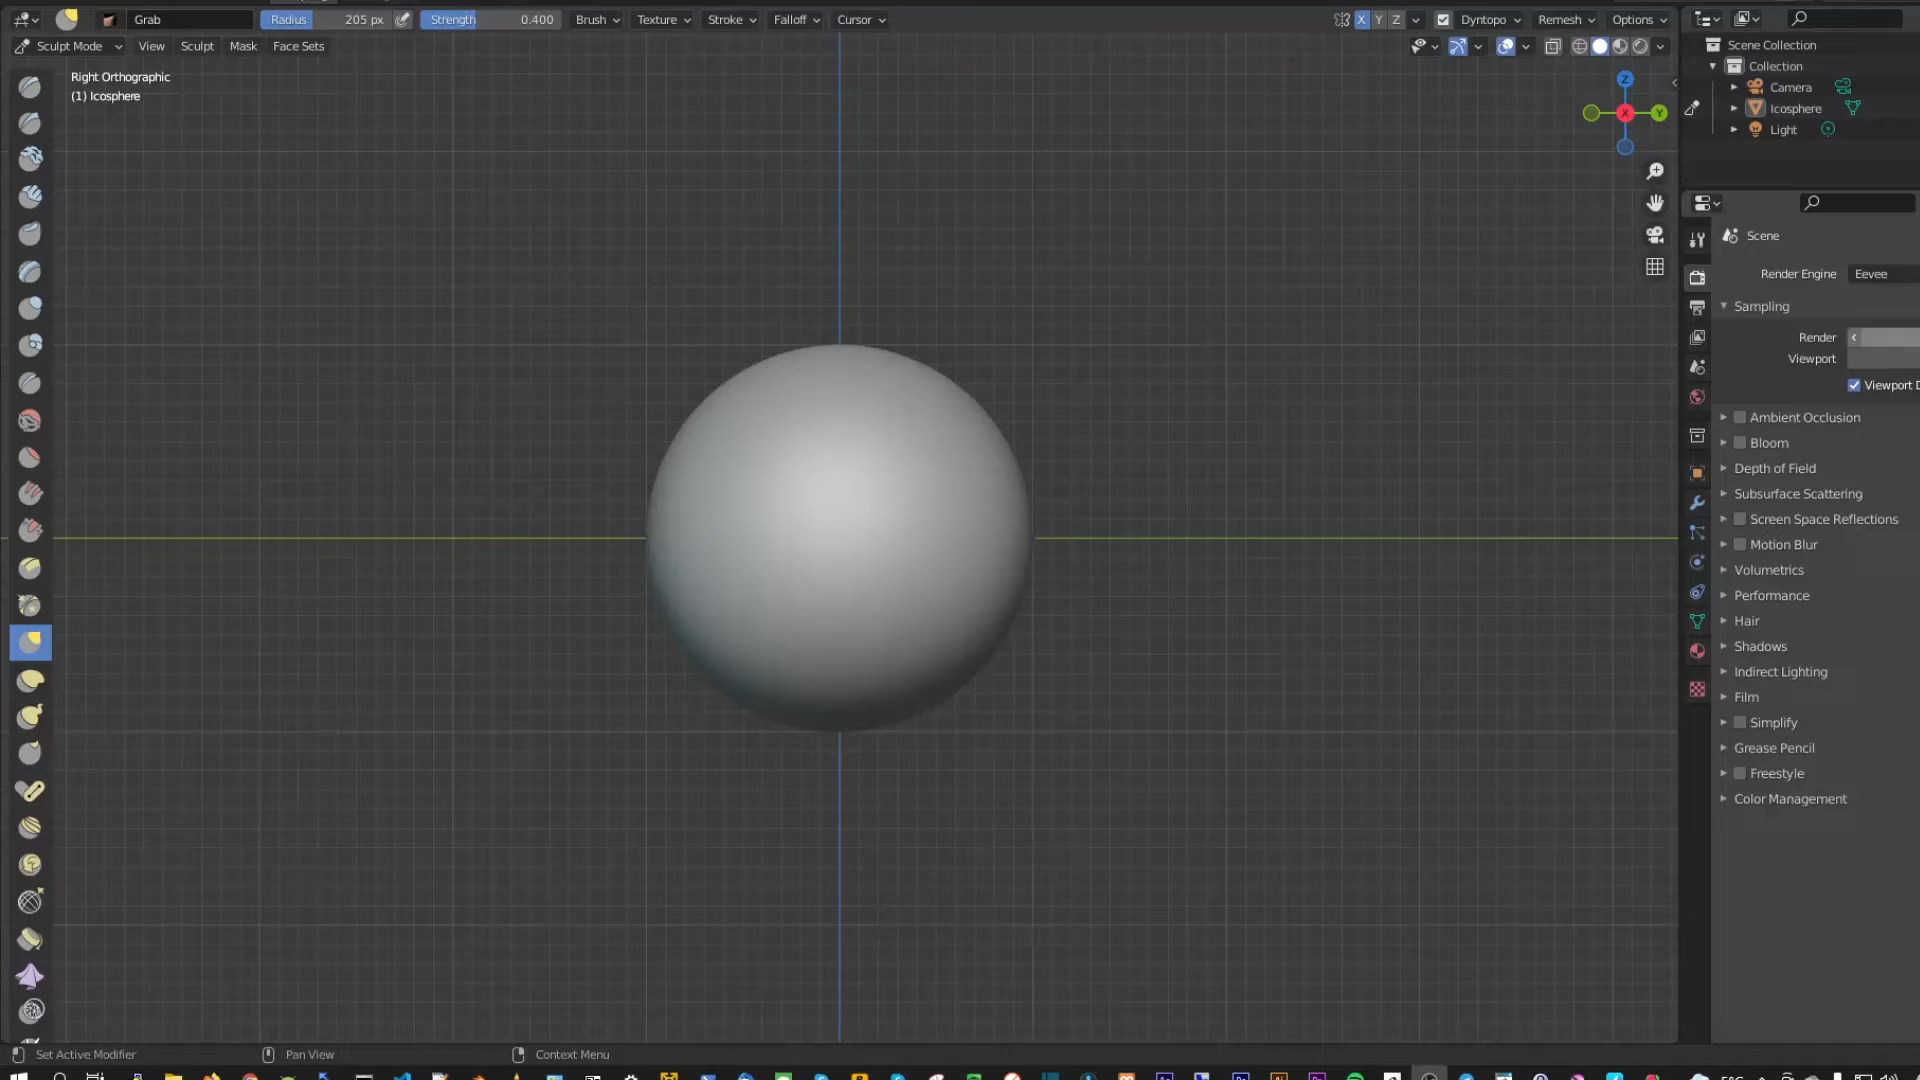 Grab Radius 205 px Strength 0.400 Brush Texture Stroke Falloff Cursor X Y Z Dyntopo Remesh Options
Sculpt Mode View Sculpt Mask Face Sets
Right Orthographic
(1) Icosphere
Z
X
Y
Scene Collection
Collection
Camera
Icosphere
Light
Scene
Render Engine Eevee
Sampling
Render
Viewport
Viewport D
Ambient Occlusion
Bloom
Depth of Field
Subsurface Scattering
Screen Space Reflections
Motion Blur
Volumetrics
Performance
Hair
Shadows
Indirect Lighting
Film
Simplify
Grease Pencil
Freestyle
Color Management
Set Active Modifier Pan View Context Menu